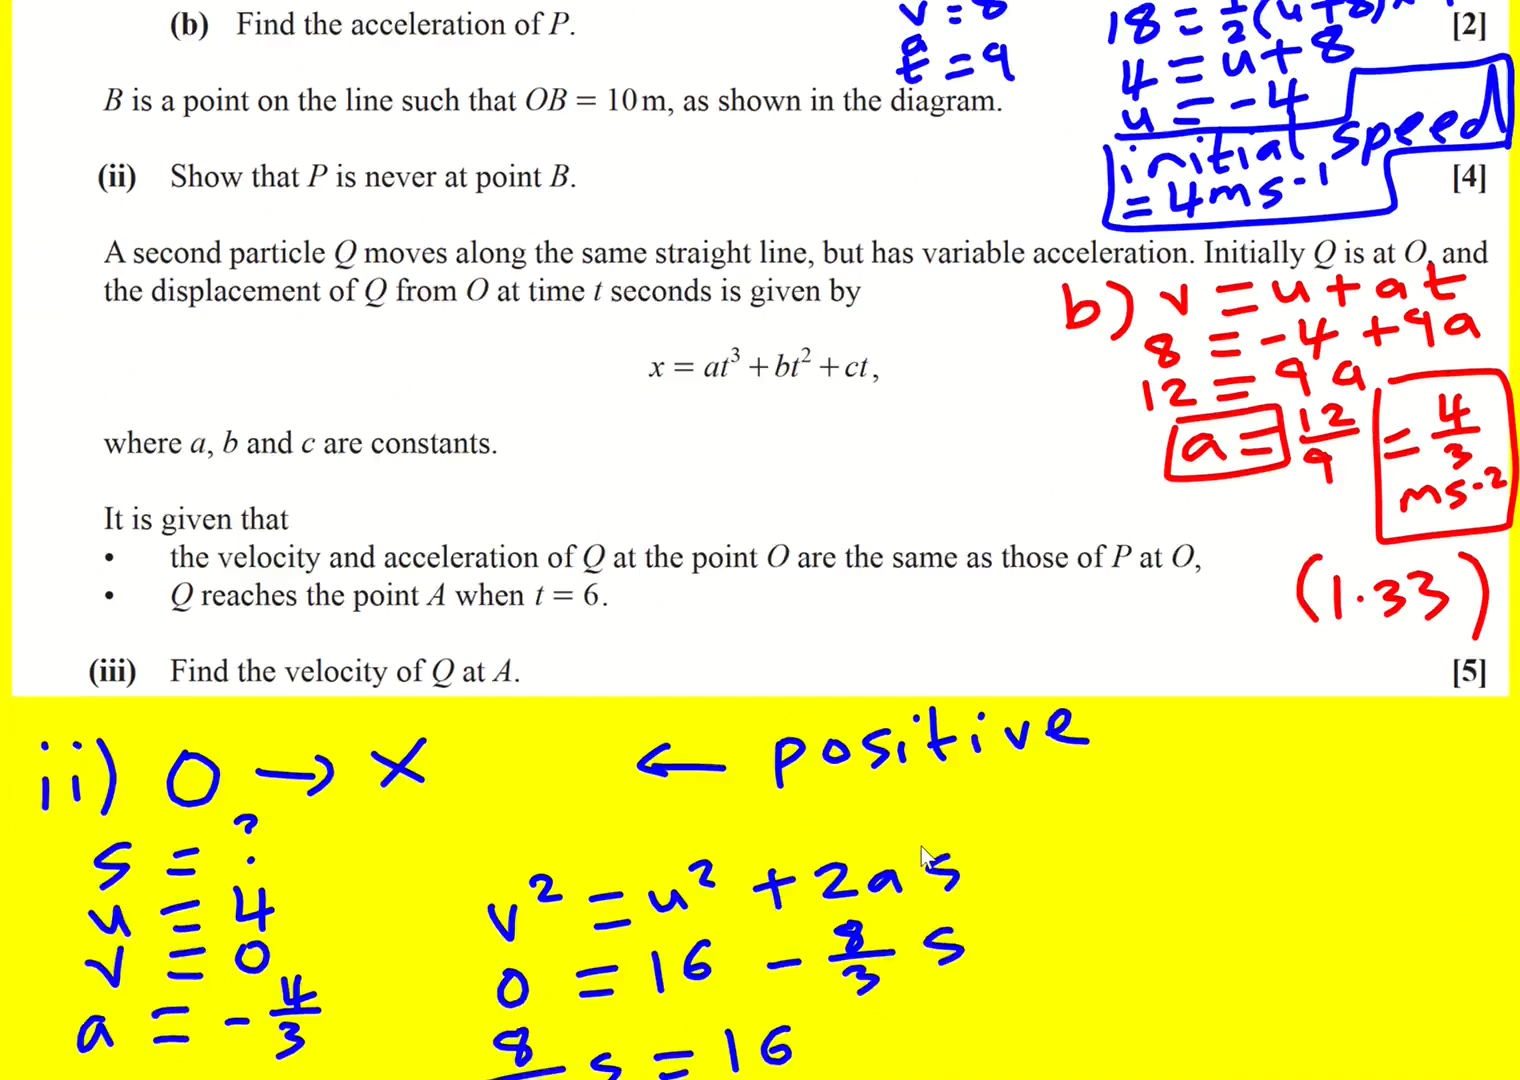 (b) Find the acceleration of P. [2]
v = 8
a
t = 9
18 = 1/2 (u+8) ×
4 = u + 8
u = -4
initial speed
= 4ms⁻¹
B is a point on the line such that OB = 10 m, as shown in the diagram.
(ii) Show that P is never at point B. [4]
A second particle Q moves along the same straight line, but has variable acceleration. Initially Q is at O, and
the displacement of Q from O at time t seconds is given by
x = at³ + bt² + ct,
where a, b and c are constants.
b) v = u + at
8 = -4 + 9a
12 = 9a
a = 12/9 = 4/3
ms⁻²
(1.33)
It is given that
• the velocity and acceleration of Q at the point O are the same as those of P at O,
• Q reaches the point A when t = 6.
(iii) Find the velocity of Q at A. [5]
ii) O → X ← positive
s = ?
u = 4
v = 0
a = - 4/3
v² = u² + 2as
0 = 16 - 8/3 s
8 s = 16